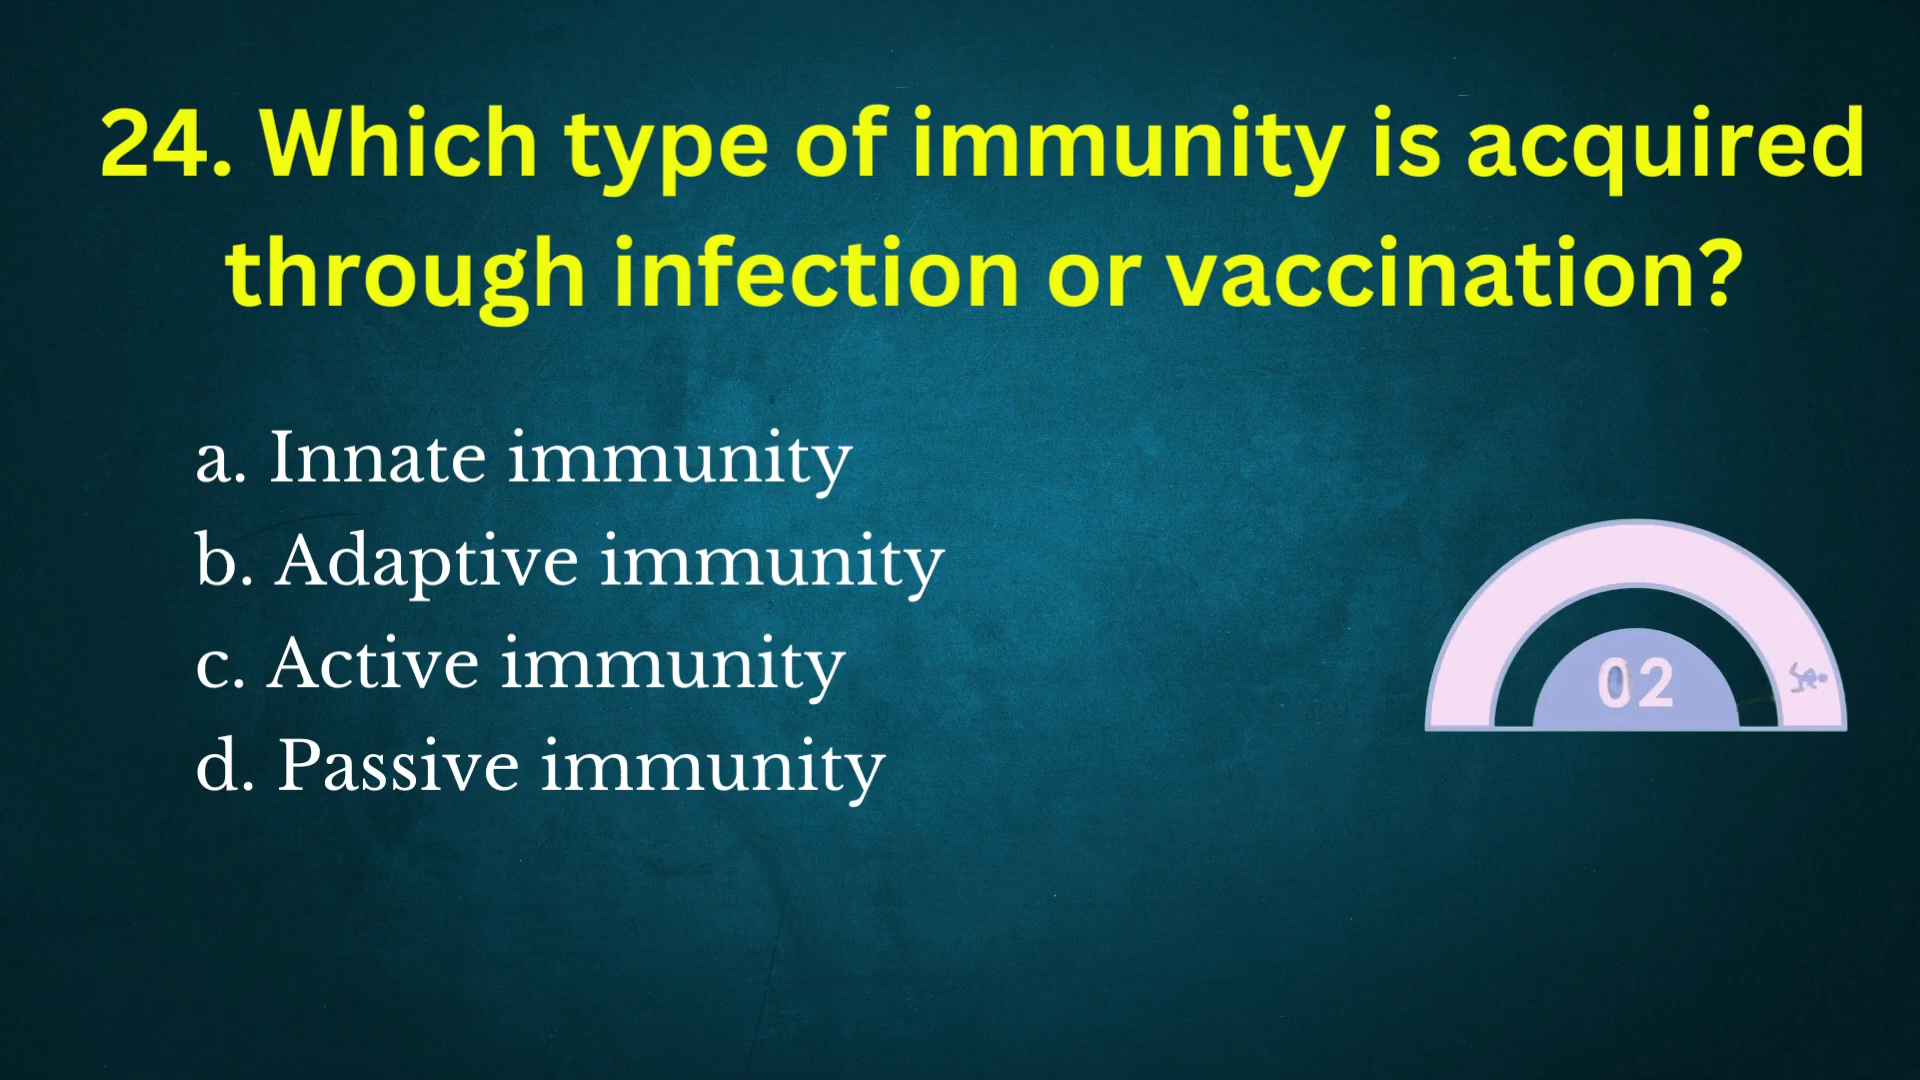 24. Which type of immunity is acquired
through infection or vaccination?
a. Innate immunity
b. Adaptive immunity
c. Active immunity
d. Passive immunity
02